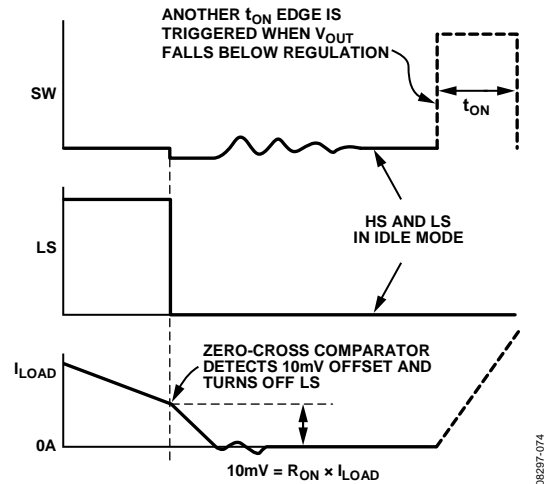 ANOTHER tON EDGE IS
TRIGGERED WHEN VOUT
FALLS BELOW REGULATION
SW
tON
HS AND LS
IN IDLE MODE
LS
ZERO-CROSS COMPARATOR
DETECTS 10mV OFFSET AND
TURNS OFF LS
ILOAD
0A
10mV = RON × ILOAD
08297-074